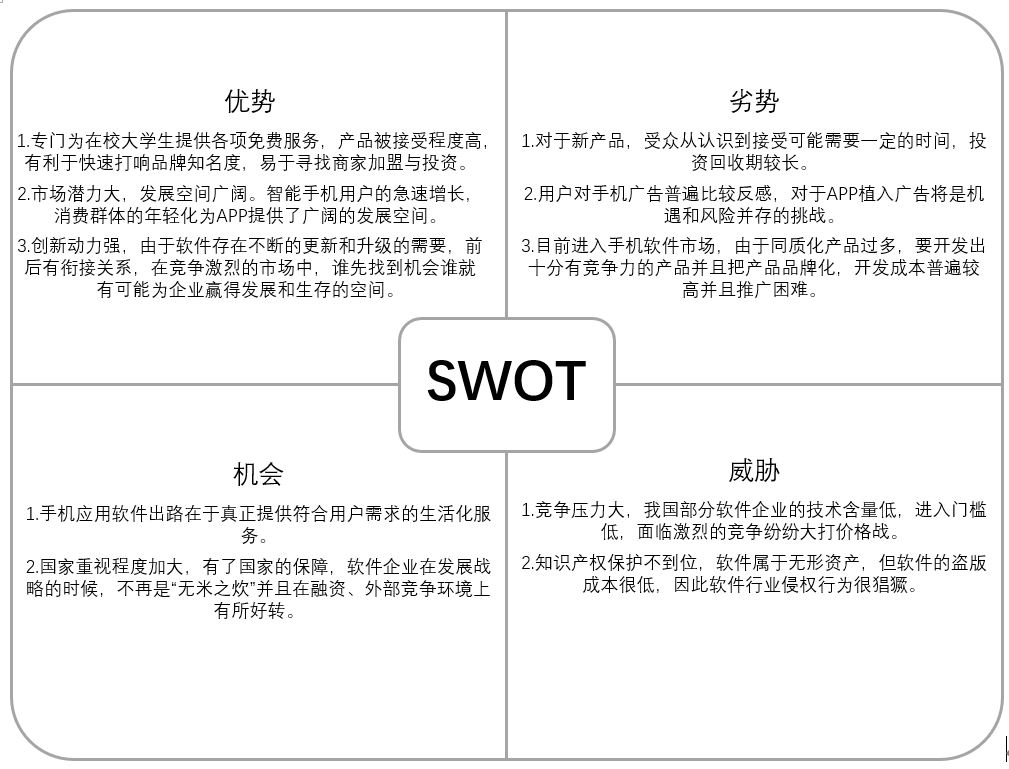 优势
1.专门为在校大学生提供各项免费服务，产品被接受程度高，
有利于快速打响品牌知名度，易于寻找商家加盟与投资。
2.市场潜力大，发展空间广阔。智能手机用户的急速增长，
消费群体的年轻化为APP提供了广阔的发展空间。
3.创新动力强，由于软件存在不断的更新和升级的需要，前
后有衔接关系，在竞争激烈的市场中，谁先找到机会谁就
有可能为企业赢得发展和生存的空间。
劣势
1.对于新产品，受众从认识到接受可能需要一定的时间，投
资回收期较长。
2.用户对手机广告普遍比较反感，对于APP植入广告将是机
遇和风险并存的挑战。
3.目前进入手机软件市场，由于同质化产品过多，要开发出
十分有竞争力的产品并且把产品品牌化，开发成本普遍较
高并且推广困难。
SWOT
机会
1.手机应用软件出路在于真正提供符合用户需求的生活化服
务。
2.国家重视程度加大，有了国家的保障，软件企业在发展战
略的时候，不再是“无米之炊”并且在融资、外部竞争环境上
有所好转。
威胁
1.竞争压力大，我国部分软件企业的技术含量低，进入门槛
低，面临激烈的竞争纷纷大打价格战。
2.知识产权保护不到位，软件属于无形资产，但软件的盗版
成本很低，因此软件行业侵权行为很猖獗。